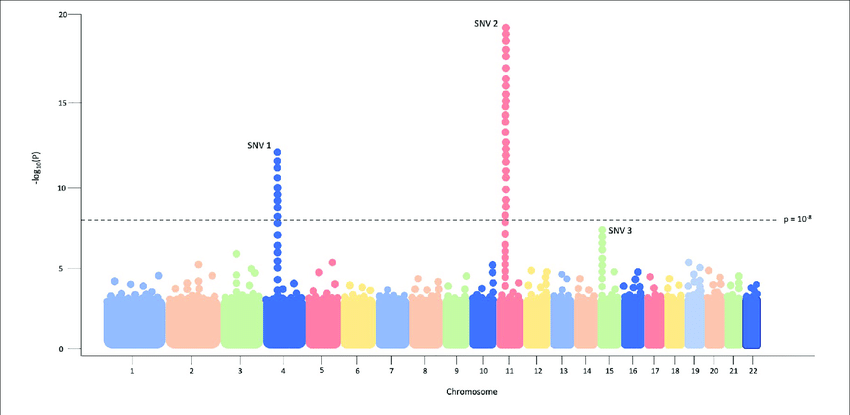 20
SNV 2
15
SNV 1
10
-log10(P)
p = 10-8
SNV 3
5
0
1 2 3 4 5 6 7 8 9 10 11 12 13 14 15 16 17 18 19 20 21 22
Chromosome